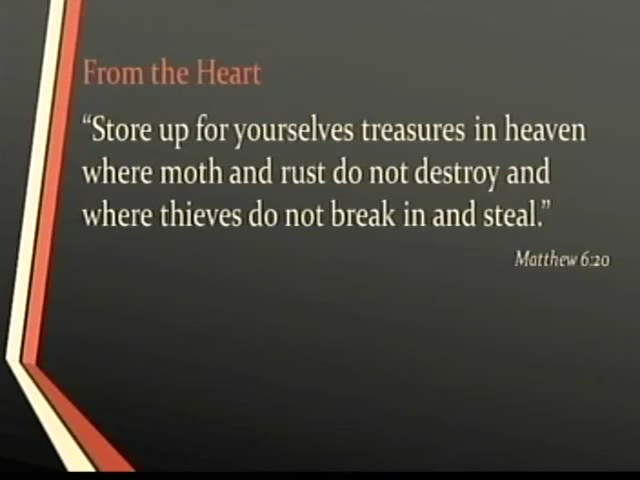 From the Heart
“Store up for yourselves treasures in heaven
where moth and rust do not destroy and
where thieves do not break in and steal.”
Matthew 6:20